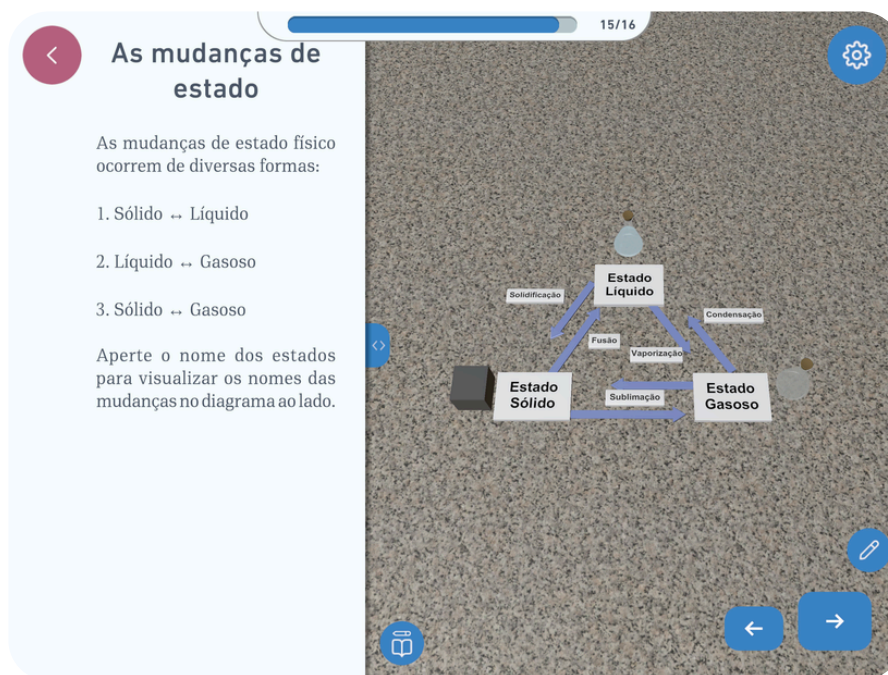 15/16
As mudanças de
estado
As mudanças de estado físico
ocorrem de diversas formas:
1. Sólido ↔ Líquido
2. Líquido ↔ Gasoso
3. Sólido ↔ Gasoso
Aperte o nome dos estados
para visualizar os nomes das
mudanças no diagrama ao lado.
Estado
Líquido
Solidificação
Condensação
Fusão
Vaporização
Estado
Sólido
Sublimação
Estado
Gasoso